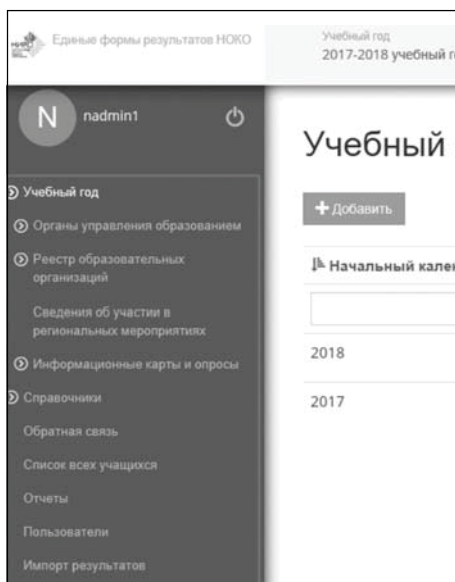 Единые формы результатов НОКО
Учебный год
2017-2018 учебный г
N nadmin1
Учебный
Учебный год
Добавить
Органы управления образованием
Реестр образовательных
организаций
Начальный кале
Сведения об участии в
региональных мероприятиях
2018
Информационные карты и опросы
Справочники
2017
Обратная связь
Список всех учащихся
Отчеты
Пользователи
Импорт результатов